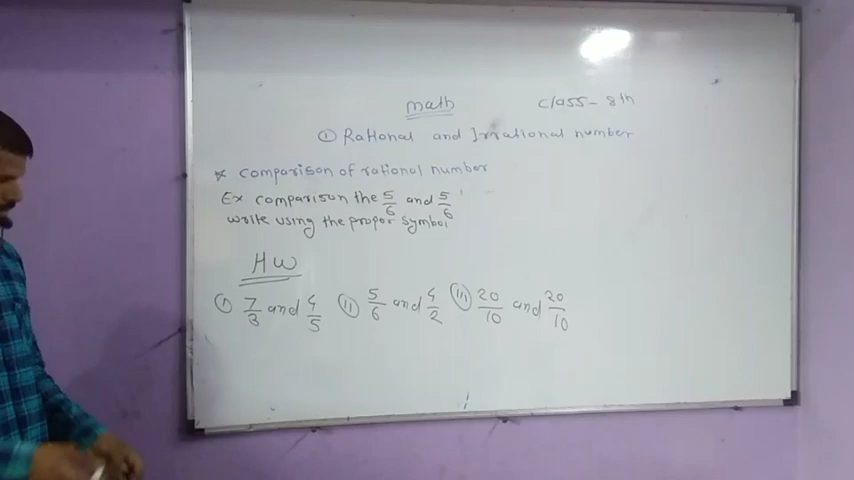 math class-8th
① Rational and Irrational number
* comparison of rational number
Ex comparison the 5/6 and 5/6
write using the proper symbol
HW
(i) 7/3 and 4/5 (ii) 5/6 and 4/2 (iii) 20/10 and 20/10